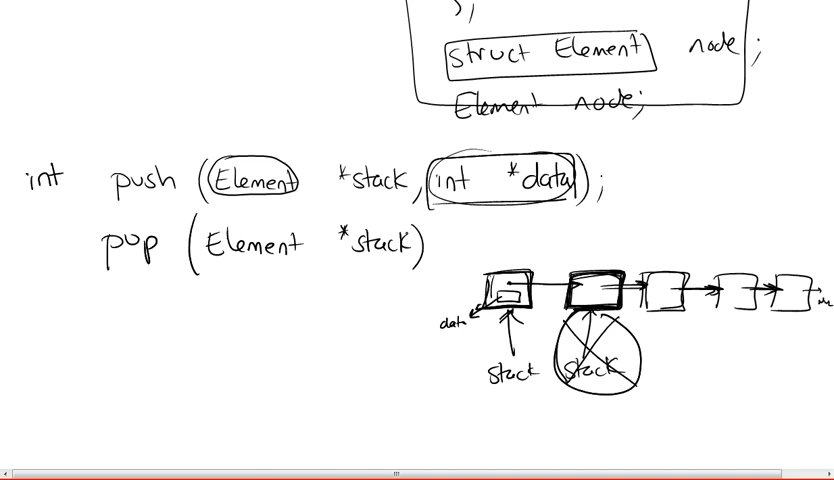 };
struct Element node;
Element node;
int push (Element *stack, int *data);
pop (Element *stack)
data
stack stack